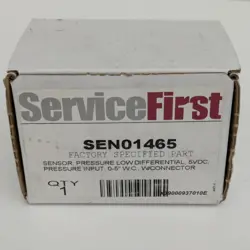 ServiceFirst
SEN01465
FACTORY SPECIFIED PART
SENSOR, PRESSURE LOW DIFFERENTIAL, 5VDC,
PRESSURE INPUT, 0-5" W.C., W/CONNECTOR
QTY
1